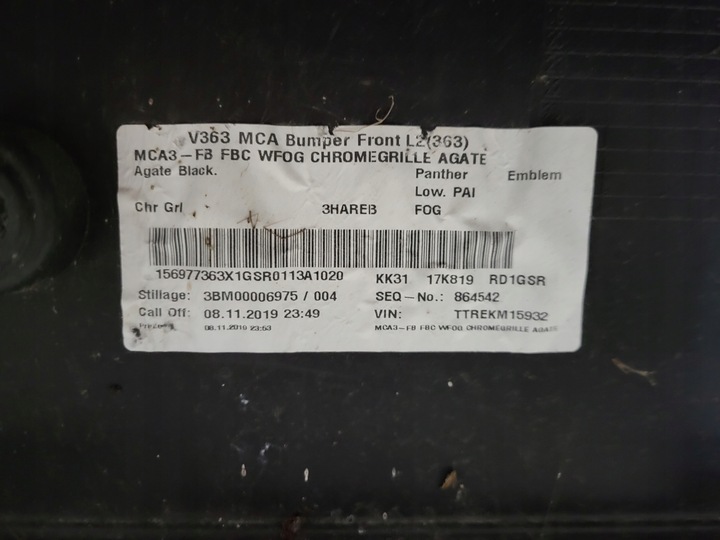 V363 MCA Bumper Front L2(363)
MCA3-FB FBC WFOG CHROMEGRILLE AGATE
Agate Black. Panther Emblem
Low. PAI
Chr Grl 3HAREB FOG
156977363X1GSR0113A1020 KK31 17K819 RD1GSR
Stillage: 3BM00006975 / 004 SEQ-No.: 864542
Call Off: 08.11.2019 23:49 VIN: TTREKM15932
08.11.2019 23:53 MCA3-FB FBC WFOG CHROMEGRILLE AGATE